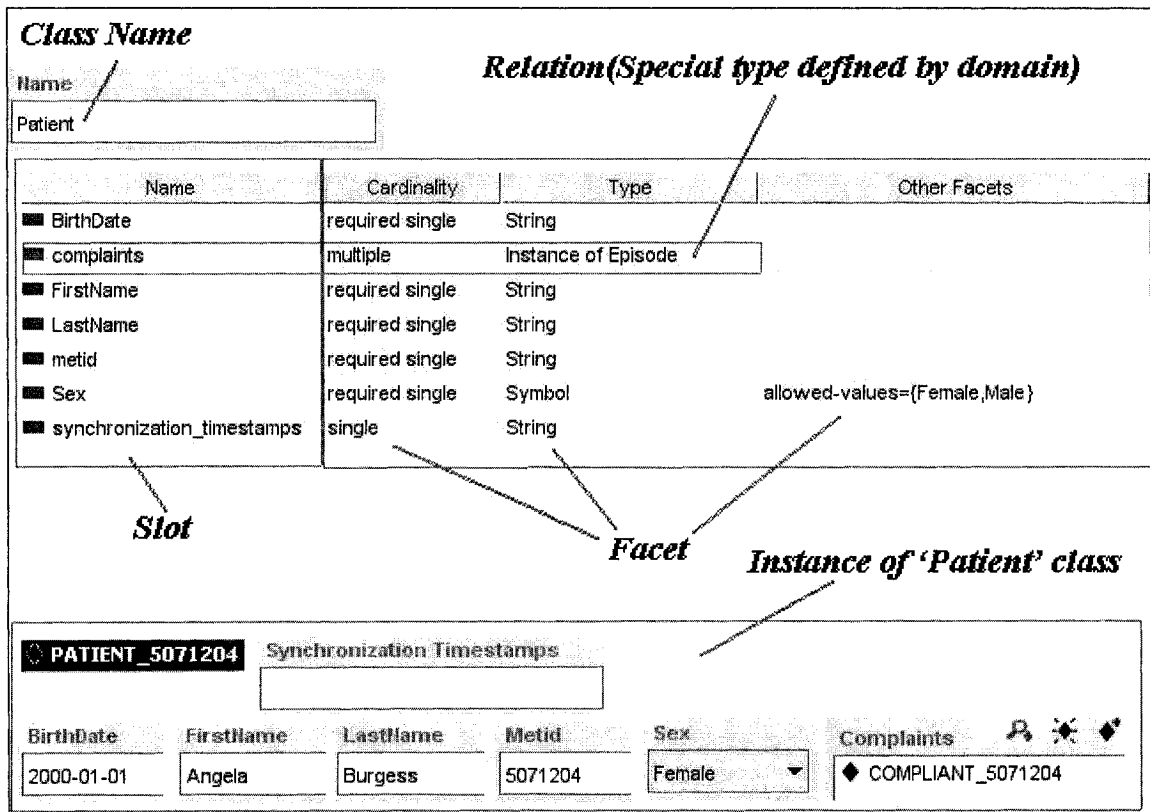 Class Name
Relation(Special type defined by domain)
Name
Patient
Name Cardinality Type Other Facets
BirthDate required single String
complaints multiple Instance of Episode
FirstName required single String
LastName required single String
metid required single String
Sex required single Symbol allowed-values={Female,Male}
synchronization_timestamps single String
Slot
Facet
Instance of ‘Patient’ class
PATIENT_5071204 Synchronization Timestamps
BirthDate FirstName LastName Metid Sex Complaints
2000-01-01 Angela Burgess 5071204 Female COMPLIANT_5071204